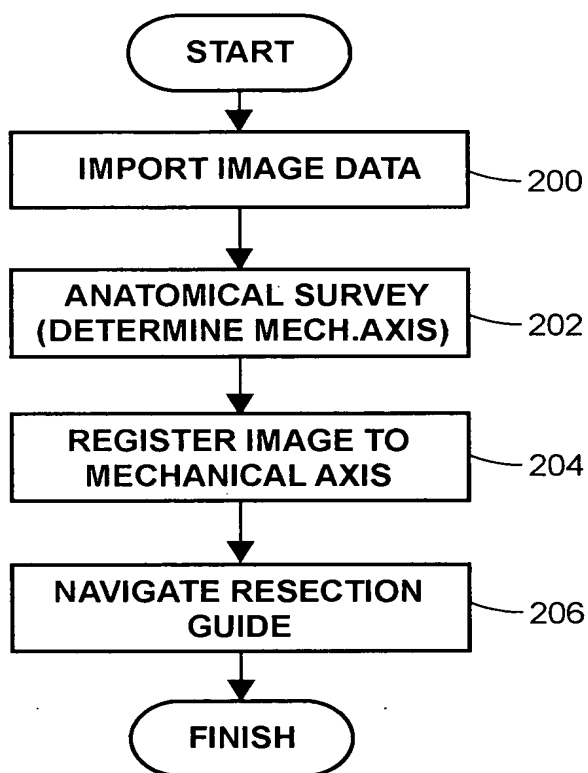 START
IMPORT IMAGE DATA
200
ANATOMICAL SURVEY
(DETERMINE MECH.AXIS)
202
REGISTER IMAGE TO
MECHANICAL AXIS
204
NAVIGATE RESECTION
GUIDE
206
FINISH